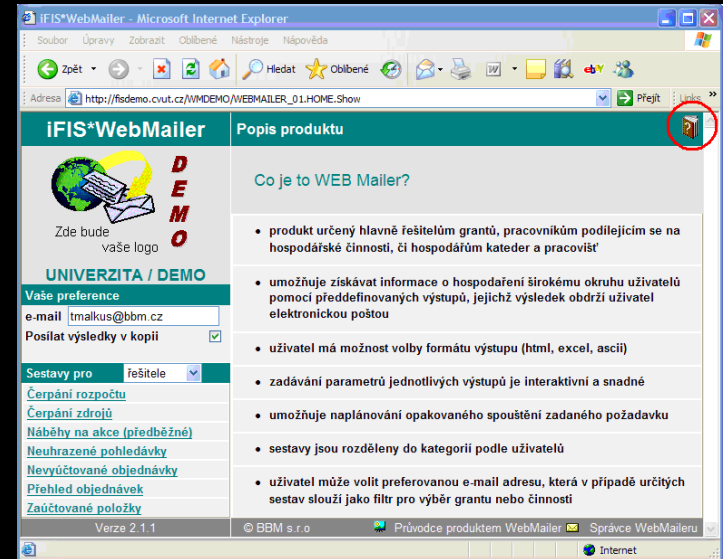 iFIS*WebMailer - Microsoft Internet Explorer
Soubor Úpravy Zobrazit Oblíbené Nástroje Nápověda
Zpět Hledat Oblíbené ebY
Adresa http://fisdemo.cvut.cz/WMDEMO/WEBMAILER_01.HOME.Show Přejít Links »
iFIS*WebMailer
DEMO
Zde bude
vaše logo
UNIVERZITA / DEMO
Vaše preference
e-mail tmalkus@bbm.cz
Posílat výsledky v kopii
Sestavy pro řešitele
Čerpání rozpočtu
Čerpání zdrojů
Náběhy na akce (předběžné)
Neuhrazené pohledávky
Nevyúčtované objednávky
Přehled objednávek
Zaúčtované položky
Verze 2.1.1
Popis produktu
Co je to WEB Mailer?
• produkt určený hlavně řešitelům grantů, pracovníkům podílejícím se na
hospodářské činnosti, či hospodářům kateder a pracovišť
• umožňuje získávat informace o hospodaření širokému okruhu uživatelů
pomocí předdefinovaných výstupů, jejichž výsledek obdrží uživatel
elektronickou poštou
• uživatel má možnost volby formátu výstupu (html, excel, ascii)
• zadávání parametrů jednotlivých výstupů je interaktivní a snadné
• umožňuje naplánování opakovaného spouštění zadaného požadavku
• sestavy jsou rozděleny do kategorií podle uživatelů
• uživatel může volit preferovanou e-mail adresu, která v případě určitých
sestav slouží jako filtr pro výběr grantu nebo činnosti
© BBM s.r.o Průvodce produktem WebMailer Správce WebMaileru
Internet